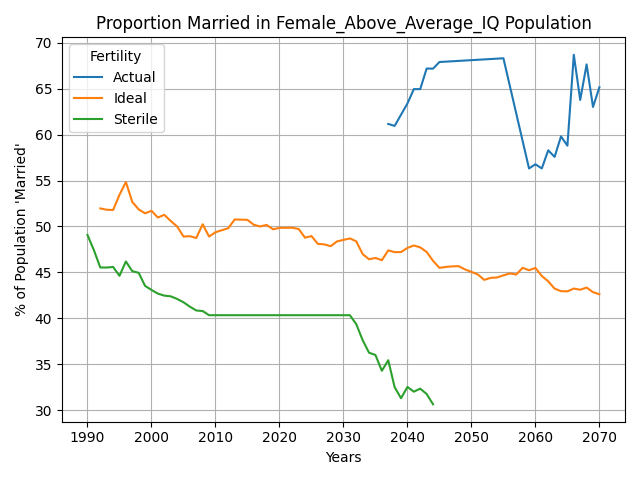 Proportion Married in Female_Above_Average_IQ Population
% of Population 'Married'
70
65
60
55
50
45
40
35
30
Fertility
Actual
Ideal
Sterile
1990 2000 2010 2020 2030 2040 2050 2060 2070
Years